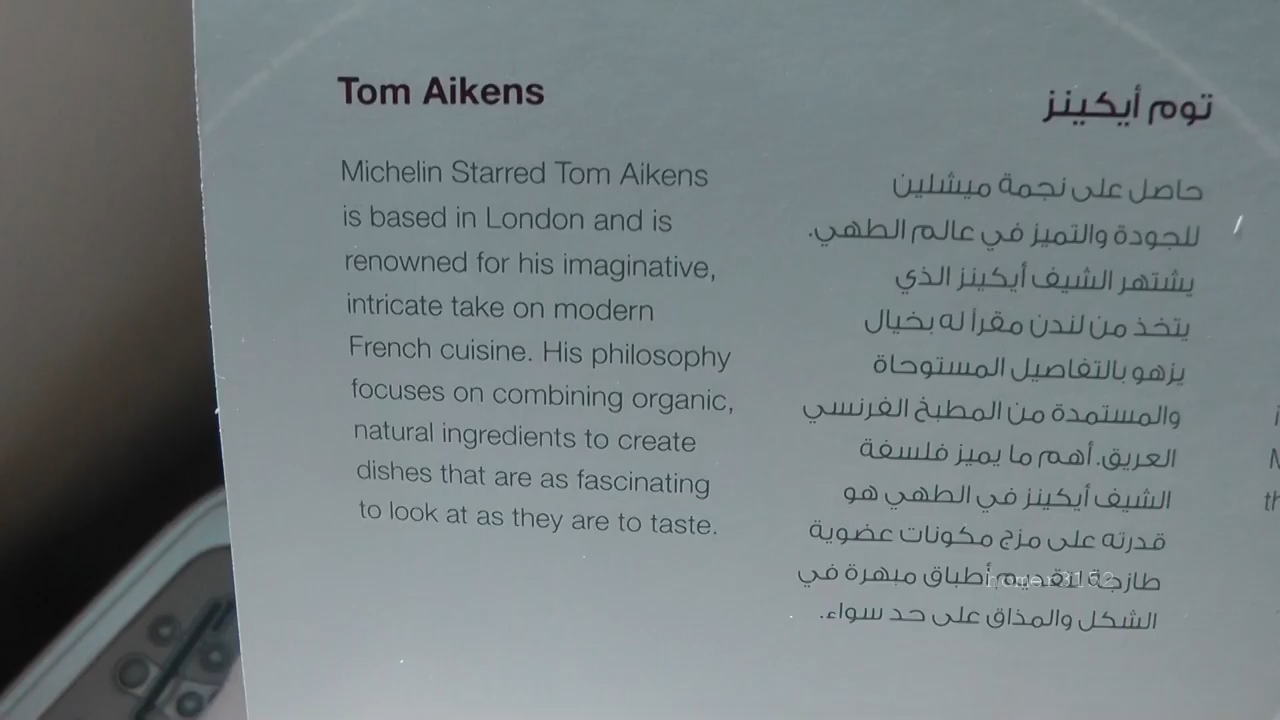 Tom Aikens
Michelin Starred Tom Aikens
is based in London and is
renowned for his imaginative,
intricate take on modern
French cuisine. His philosophy
focuses on combining organic,
natural ingredients to create
dishes that are as fascinating
to look at as they are to taste.
توم أيكينز
حاصل على نجمة ميشلين
للجودة والتميز في عالم الطهي.
يشتهر الشيف أيكينز الذي
يتخذ من لندن مقراً له بخيال
يزهو بالتفاصيل المستوحاة
والمستمدة من المطبخ الفرنسي
العريق. أهم ما يميز فلسفة
الشيف أيكينز في الطهي هو
قدرته على مزج مكونات عضوية
طازجة لتقديم أطباق مبهرة في
الشكل والمذاق على حد سواء.